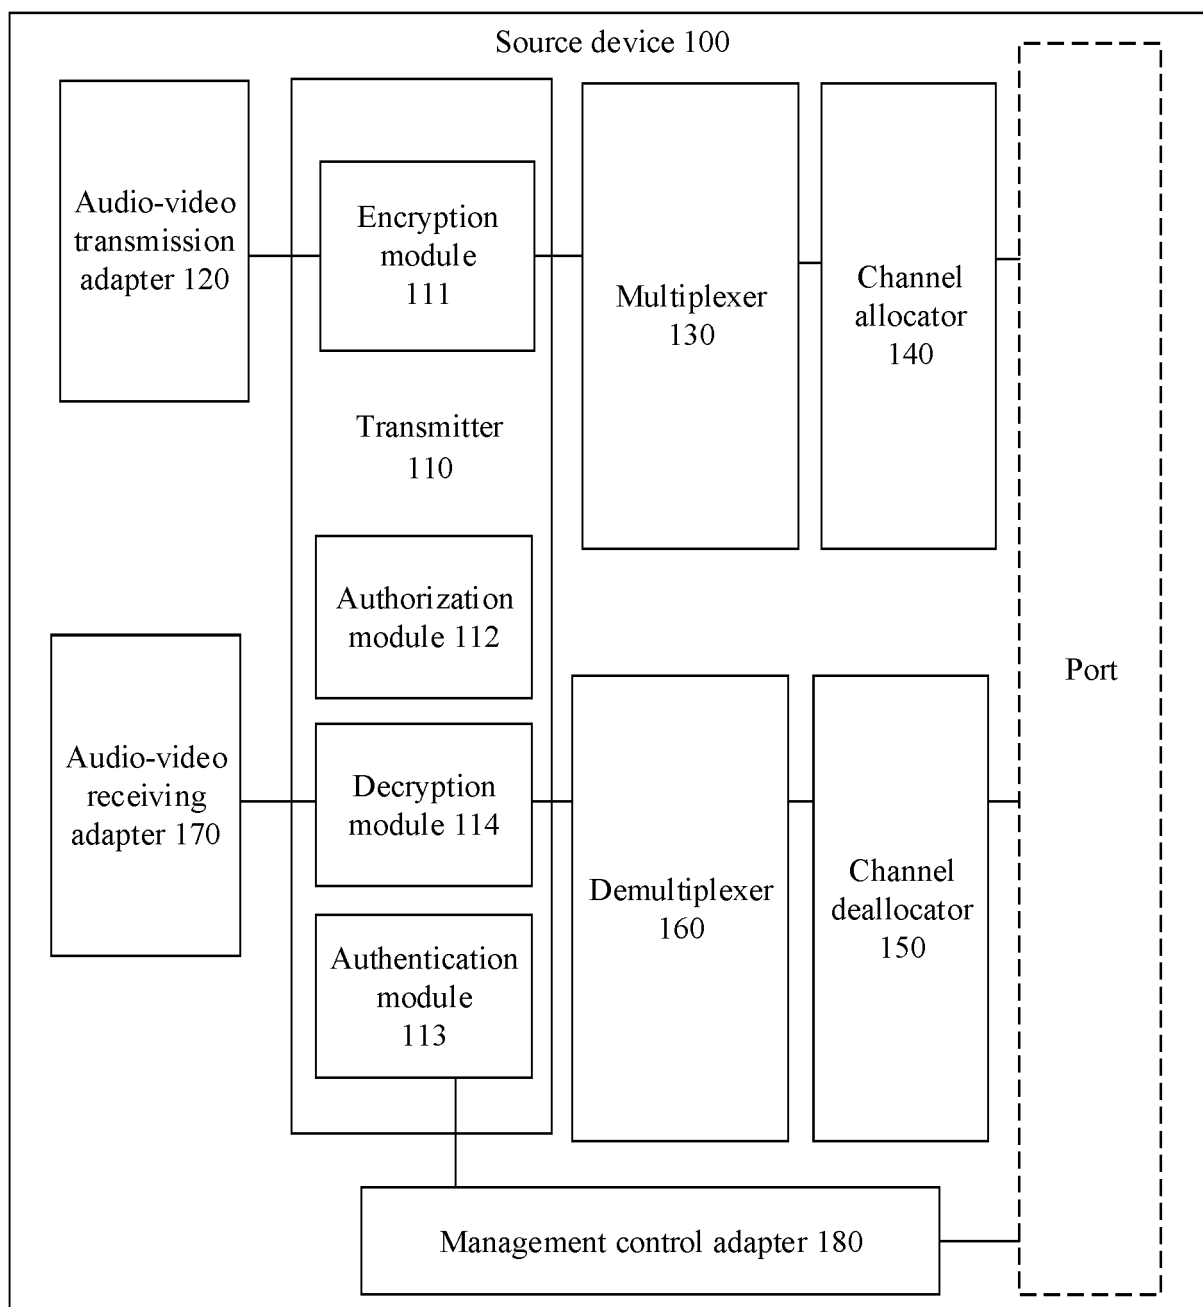 Source device 100
Audio-video
transmission
adapter 120
Encryption
module
111
Multiplexer
130
Channel
allocator
140
Transmitter
110
Authorization
module 112
Port
Audio-video
receiving
adapter 170
Decryption
module 114
Demultiplexer
160
Channel
deallocator
150
Authentication
module
113
Management control adapter 180